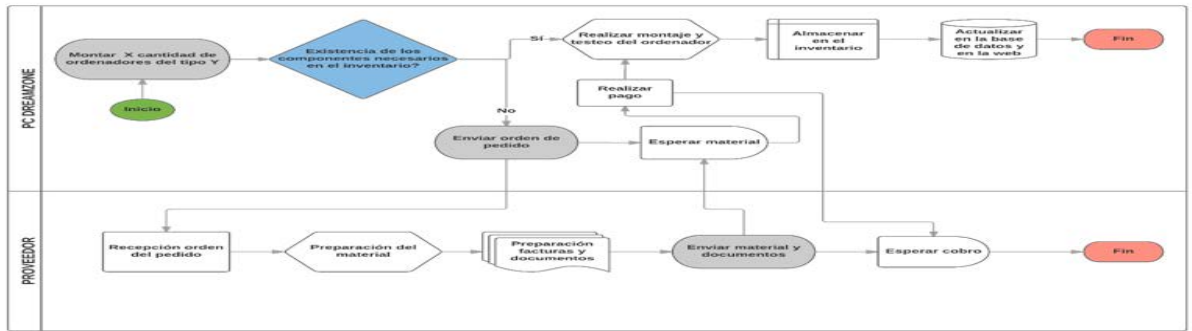 PC DREAMZONE
Montar X cantidad de
ordenadores del tipo Y
Inicio
Existencia de los
componentes necesarios
en el inventario?
Sí
No
Realizar montaje y
testeo del ordenador
Almacenar
en el
inventario
Actualizar
en la base
de datos y
en la web
Fin
Realizar
pago
Enviar orden de
pedido
Esperar material
PROVEEDOR
Recepción orden
del pedido
Preparación del
material
Preparación
facturas y
documentos
Enviar material y
documentos
Esperar cobro
Fin